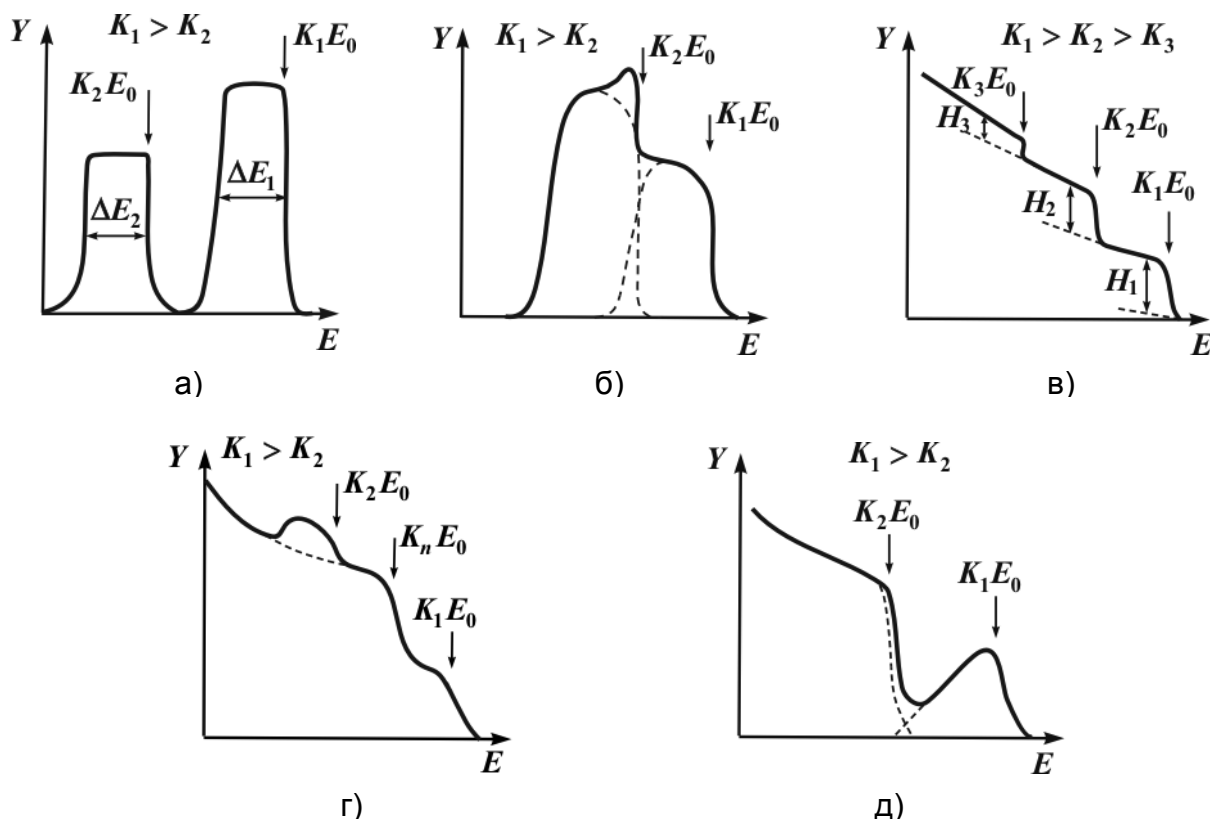 Y
K₁ > K₂
K₁E₀
K₂E₀
ΔE₁
ΔE₂
E
а)
Y
K₁ > K₂
K₂E₀
K₁E₀
E
б)
Y
K₁ > K₂ > K₃
K₃E₀
H₃
K₂E₀
H₂
K₁E₀
H₁
E
в)
Y
K₁ > K₂
K₂E₀
KₙE₀
K₁E₀
E
г)
Y
K₁ > K₂
K₂E₀
K₁E₀
E
д)